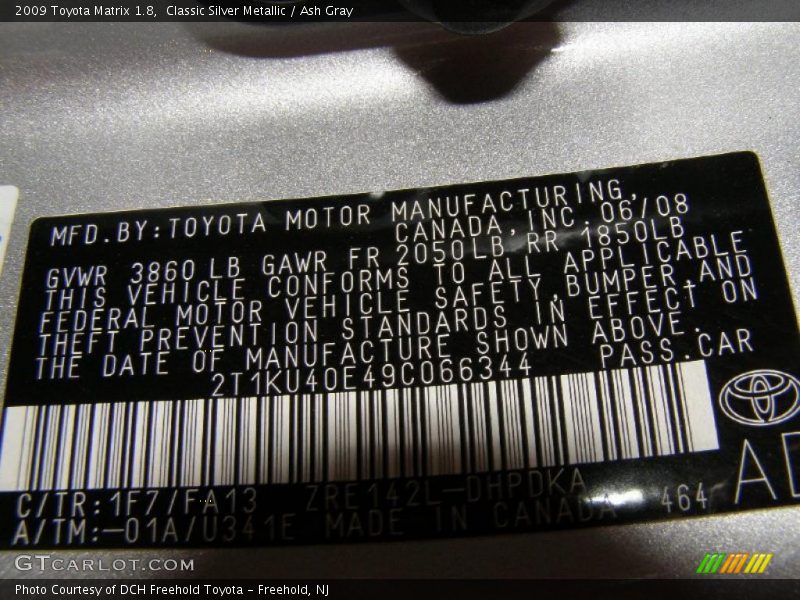 2009 Toyota Matrix 1.8, Classic Silver Metallic / Ash Gray
MFD.BY:TOYOTA MOTOR MANUFACTURING,
CANADA,INC.06/08
GVWR 3860 LB GAWR FR 2050LB RR 1850LB
THIS VEHICLE CONFORMS TO ALL APPLICABLE
FEDERAL MOTOR VEHICLE SAFETY,BUMPER,AND
THEFT PREVENTION STANDARDS IN EFFECT ON
THE DATE OF MANUFACTURE SHOWN ABOVE.
2T1KU40E49C066344 PASS.CAR
C/TR:1F7/FA13 ZRE142L-DHPDKA
A/TM:-01A/U341E MADE IN CANADA 464
GTCARLOT.COM
Photo Courtesy of DCH Freehold Toyota - Freehold, NJ